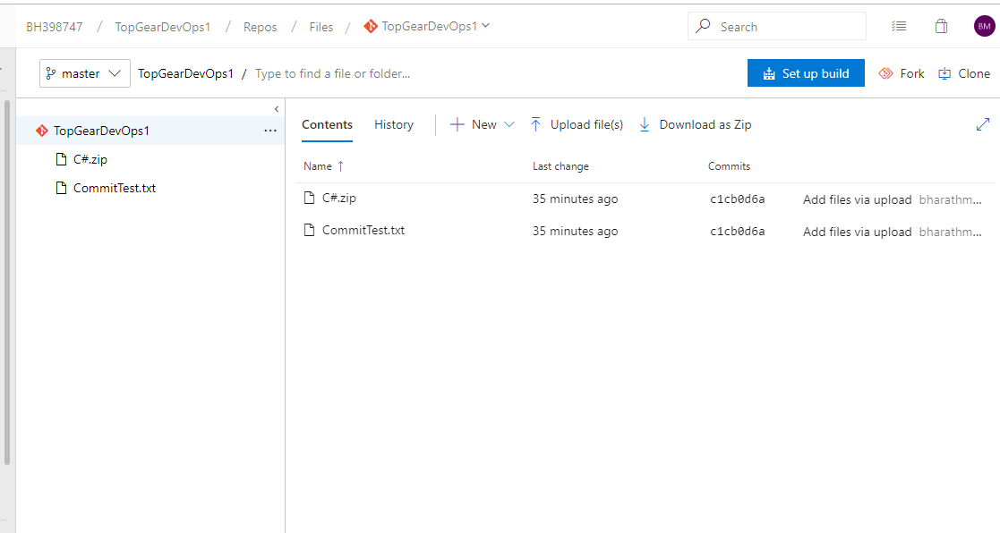 BH398747 / TopGearDevOps1 / Repos / Files / TopGearDevOps1 Search BM
master TopGearDevOps1 / Type to find a file or folder... Set up build Fork Clone
TopGearDevOps1 ...
C#.zip
CommitTest.txt
Contents History New Upload file(s) Download as Zip
Name ↑ Last change Commits
C#.zip 35 minutes ago c1cb0d6a Add files via upload bharathm...
CommitTest.txt 35 minutes ago c1cb0d6a Add files via upload bharathm...